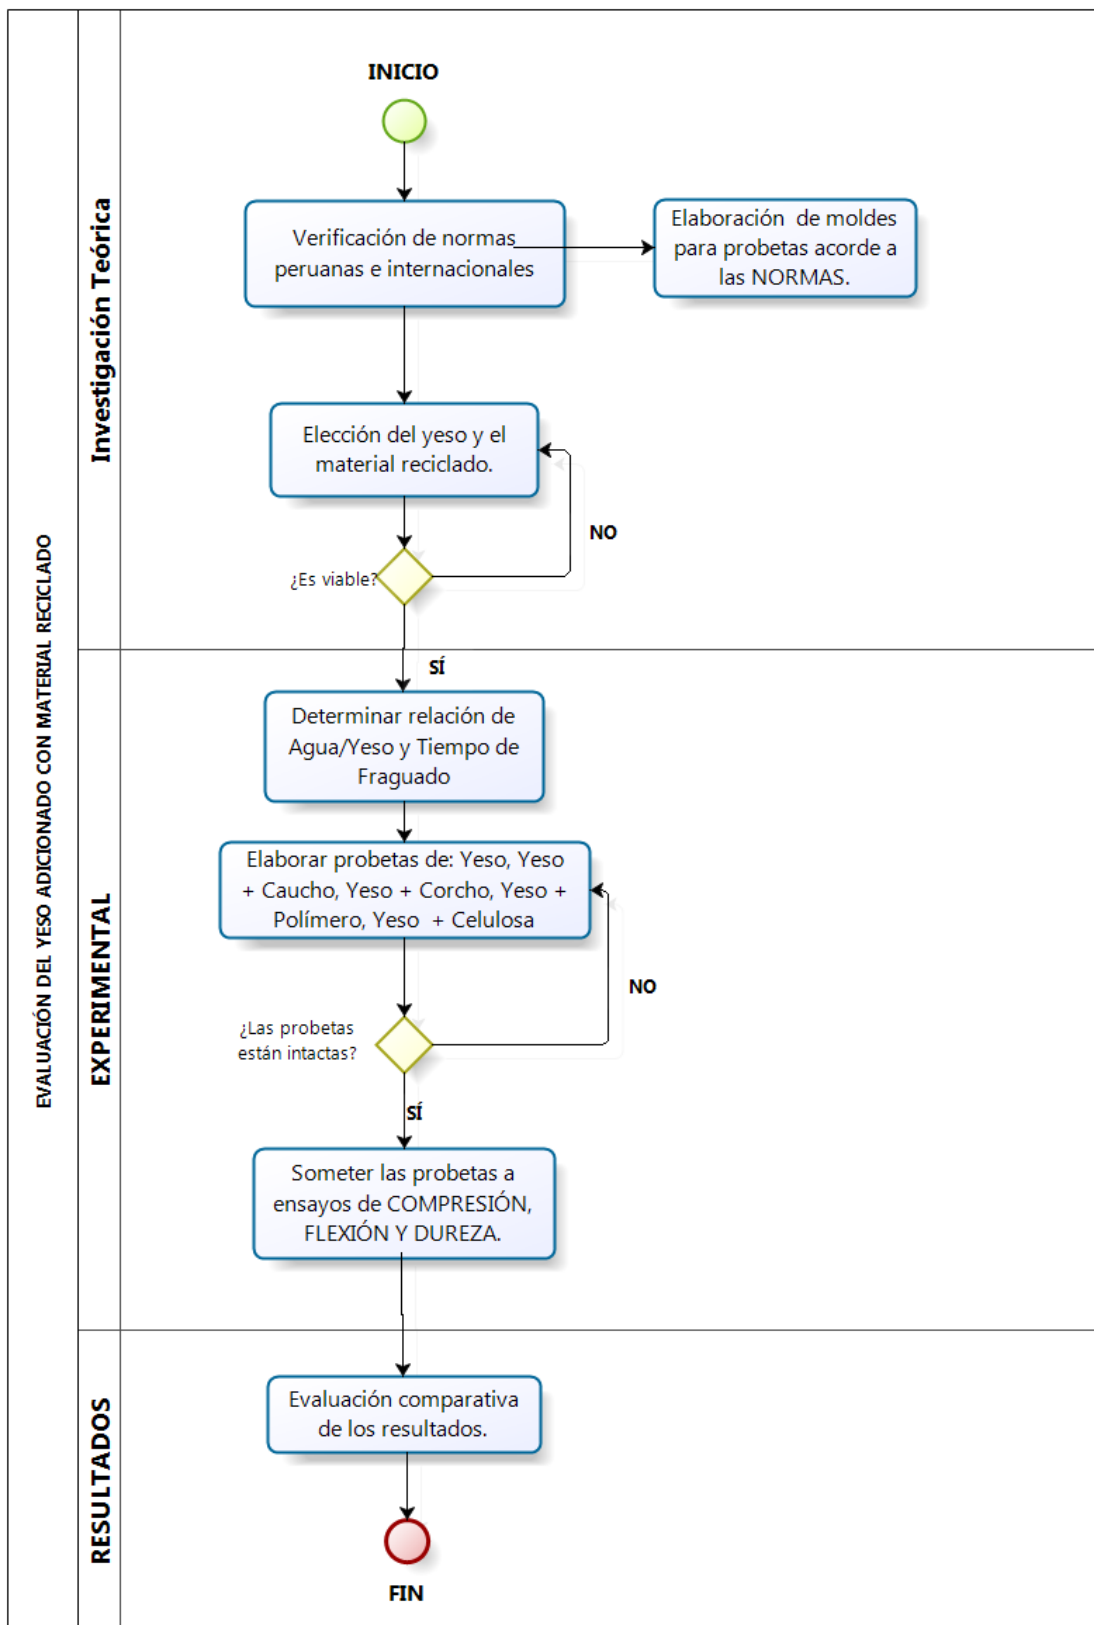 EVALUACIÓN DEL YESO ADICIONADO CON MATERIAL RECICLADO
Investigación Teórica
INICIO
Verificación de normas
peruanas e internacionales
Elaboración de moldes
para probetas acorde a
las NORMAS.
Elección del yeso y el
material reciclado.
NO
¿Es viable?
SÍ
EXPERIMENTAL
Determinar relación de
Agua/Yeso y Tiempo de
Fraguado
Elaborar probetas de: Yeso, Yeso
+ Caucho, Yeso + Corcho, Yeso +
Polímero, Yeso + Celulosa
NO
¿Las probetas
están intactas?
SÍ
Someter las probetas a
ensayos de COMPRESIÓN,
FLEXIÓN Y DUREZA.
RESULTADOS
Evaluación comparativa
de los resultados.
FIN